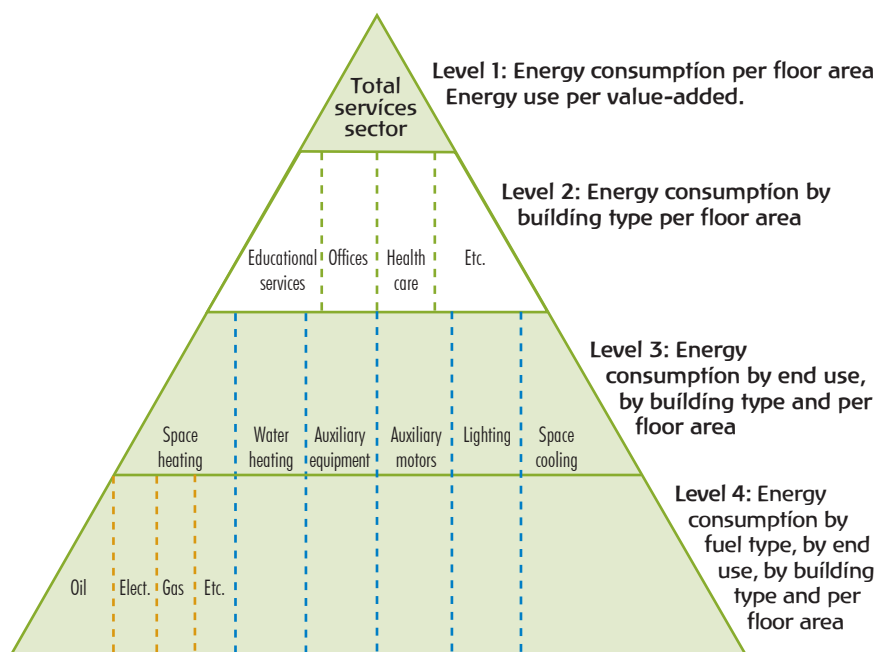 Total
services
sector
Level 1: Energy consumption per floor area
Energy use per value-added.
Level 2: Energy consumption by
building type per floor area
Educational
services
Offices
Health
care
Etc.
Level 3: Energy
consumption by end use,
by building type and per
floor area
Space
heating
Water
heating
Auxiliary
equipment
Auxiliary
motors
Lighting
Space
cooling
Level 4: Energy
consumption by
fuel type, by end
use, by building
type and per
floor area
Oil
Elect.
Gas
Etc.